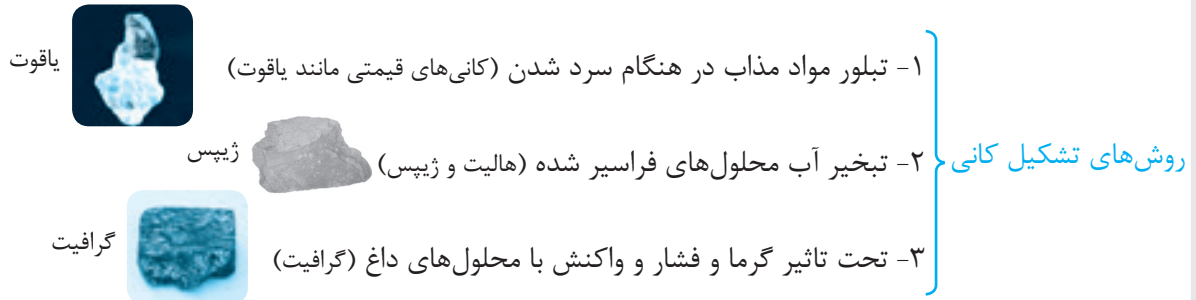 روش‌های تشکیل کانی
۱- تبلور مواد مذاب در هنگام سرد شدن (کانی‌های قیمتی مانند یاقوت)
یاقوت
۲- تبخیر آب محلول‌های فراسیر شده (هالیت و ژیپس)
ژیپس
۳- تحت تاثیر گرما و فشار و واکنش با محلول‌های داغ (گرافیت)
گرافیت